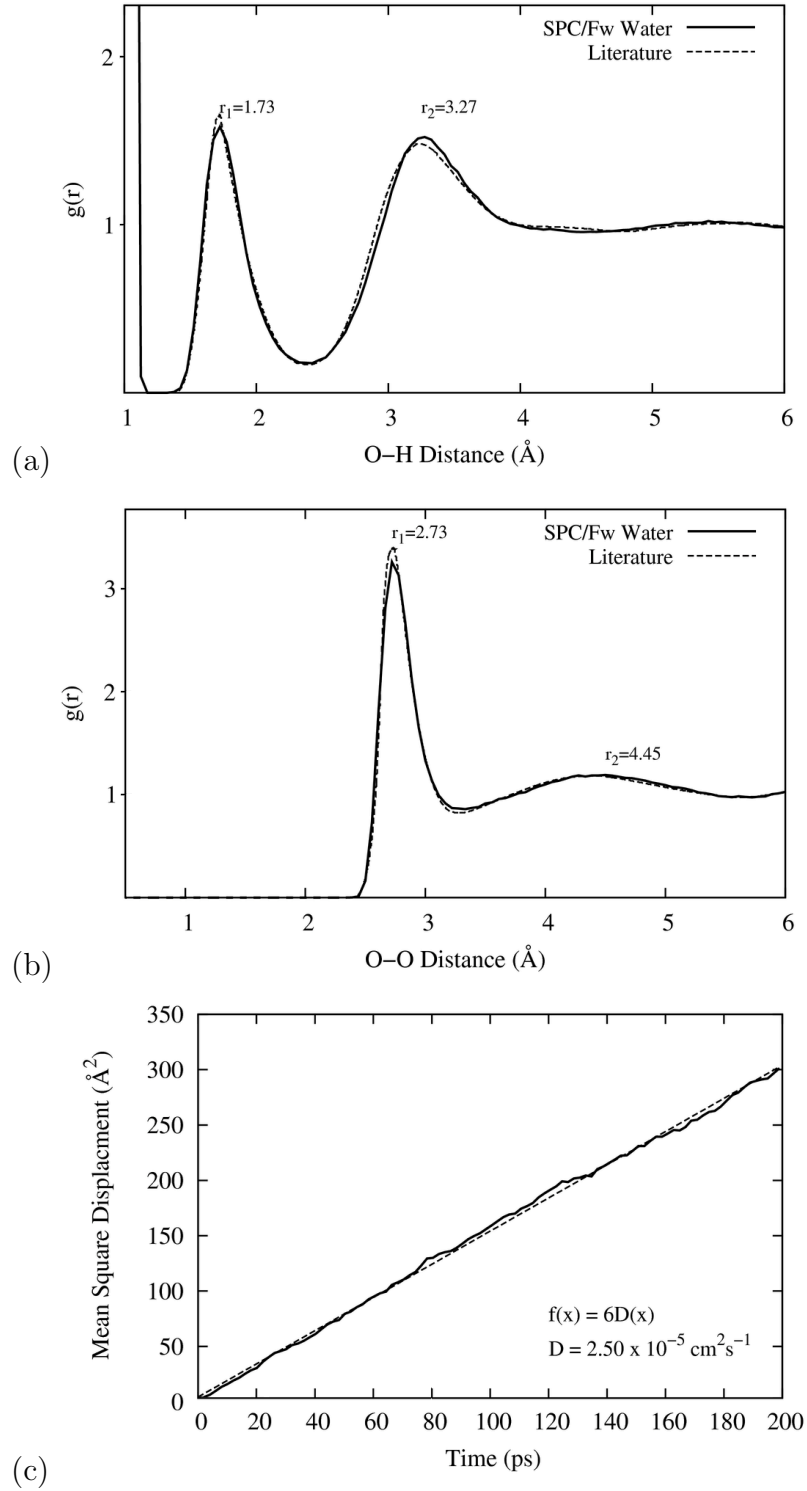 SPC/Fw Water
Literature
r1=1.73
r2=3.27
2
1
g(r)
1 2 3 4 5 6
O–H Distance (Å)
(a)
SPC/Fw Water
Literature
r1=2.73
r2=4.45
3
2
1
g(r)
1 2 3 4 5 6
O–O Distance (Å)
(b)
350
300
250
200
150
100
50
0
Mean Square Displacment (Å²)
f(x) = 6D(x)
D = 2.50 x 10⁻⁵ cm²s⁻¹
0 20 40 60 80 100 120 140 160 180 200
Time (ps)
(c)